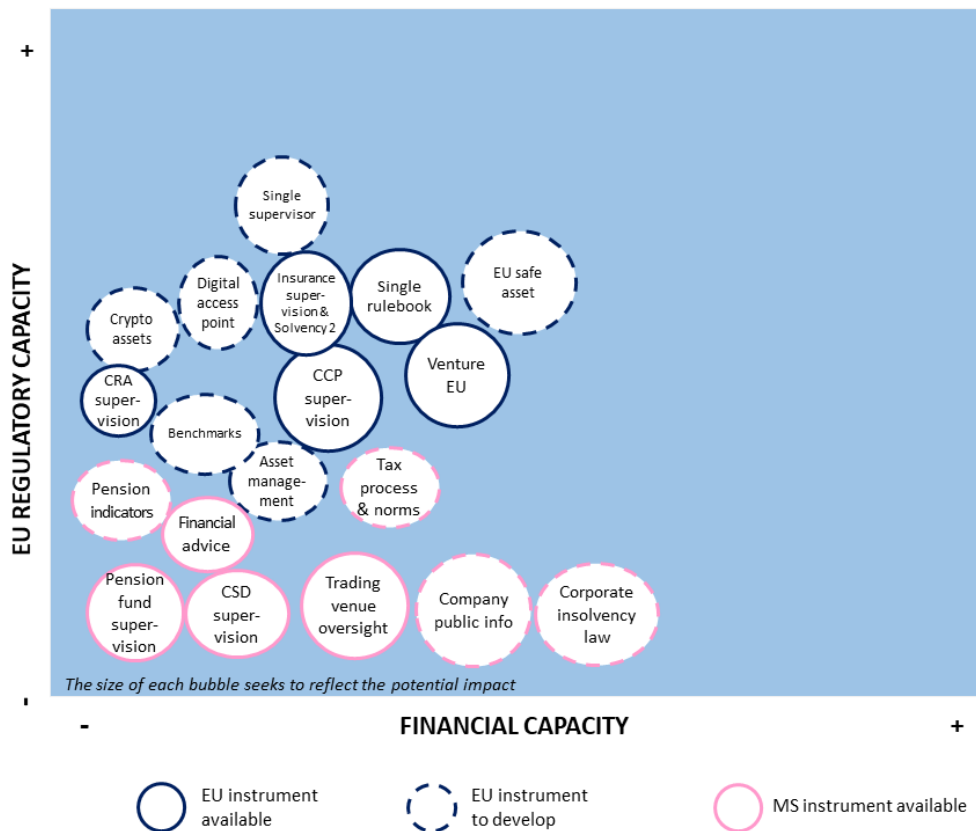 +
EU REGULATORY CAPACITY
Single
supervisor
Digital
access
point
Insurance
super-
vision &
Solvency 2
Single
rulebook
EU safe
asset
Crypto
assets
CRA
super-
vision
CCP
super-
vision
Venture
EU
Benchmarks
Asset
manage-
ment
Tax
process
& norms
Pension
indicators
Financial
advice
Pension
fund
super-
vision
CSD
super-
vision
Trading
venue
oversight
Company
public info
Corporate
insolvency
law
The size of each bubble seeks to reflect the potential impact
-
-
FINANCIAL CAPACITY
+
EU instrument
available
EU instrument
to develop
MS instrument available